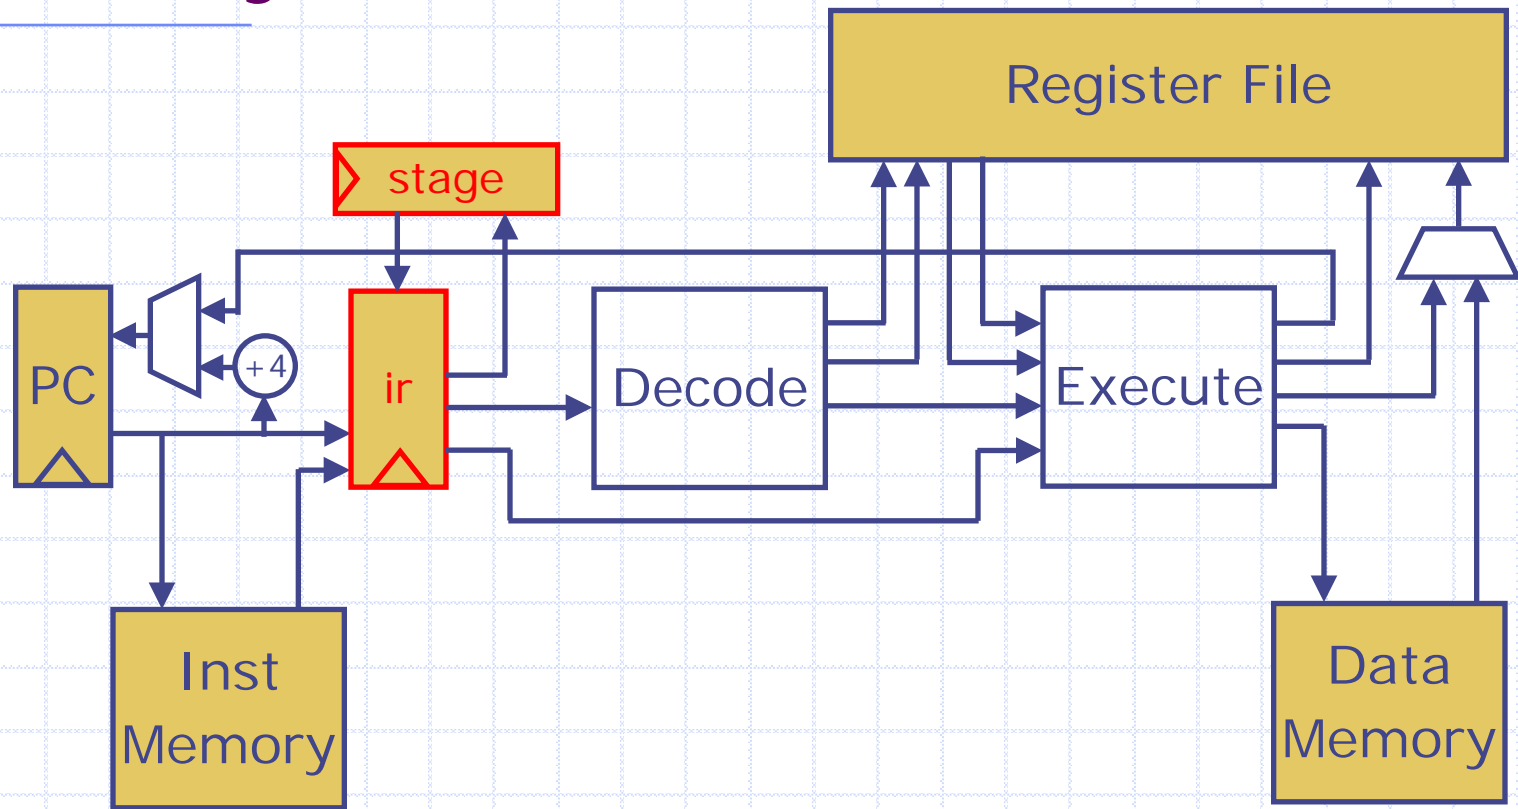 Register File
stage
PC
+4
ir
Decode
Execute
Inst
Memory
Data
Memory